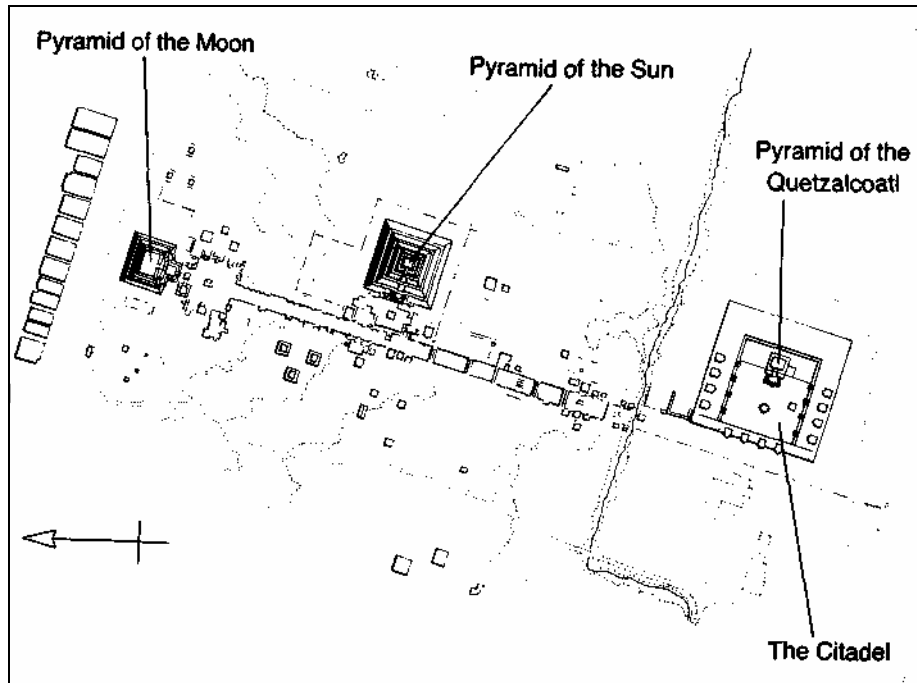 Pyramid of the Moon
Pyramid of the Sun
Pyramid of the
Quetzalcoatl
The Citadel